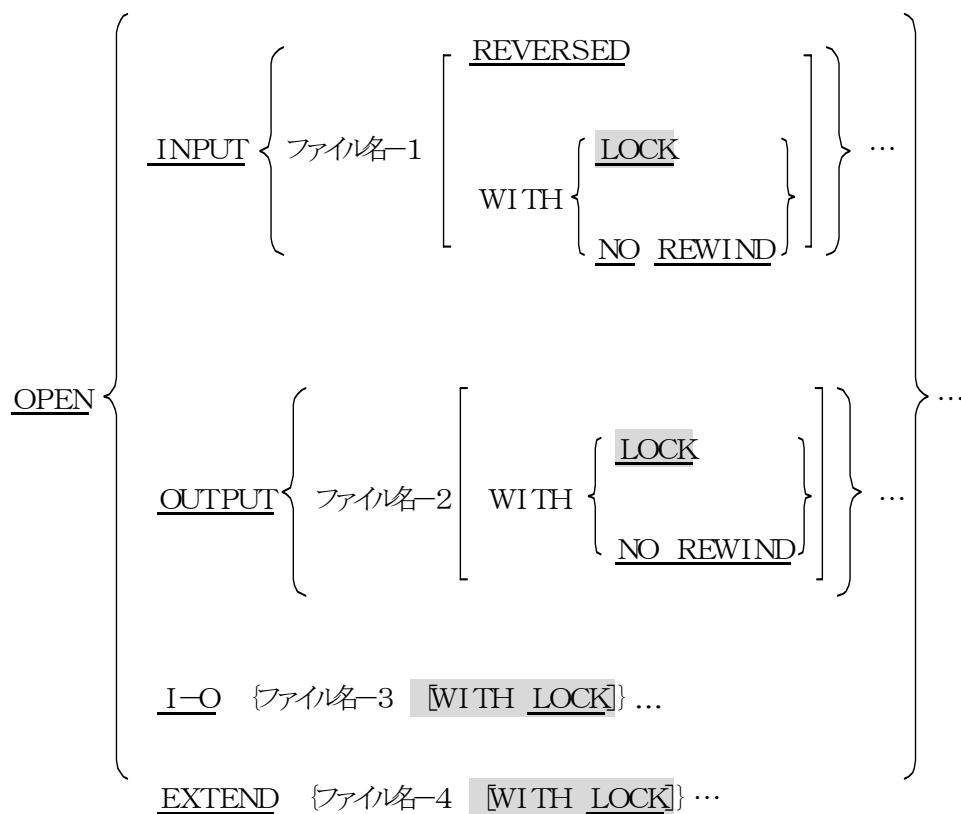 REVERSED
INPUT { ファイル名-1 [ WITH { LOCK } ] } …
NO REWIND
OPEN { … } …
OUTPUT { ファイル名-2 [ WITH { LOCK } ] } …
NO REWIND
I-O {ファイル名-3 [WITH LOCK]} …
EXTEND {ファイル名-4 [WITH LOCK]} …